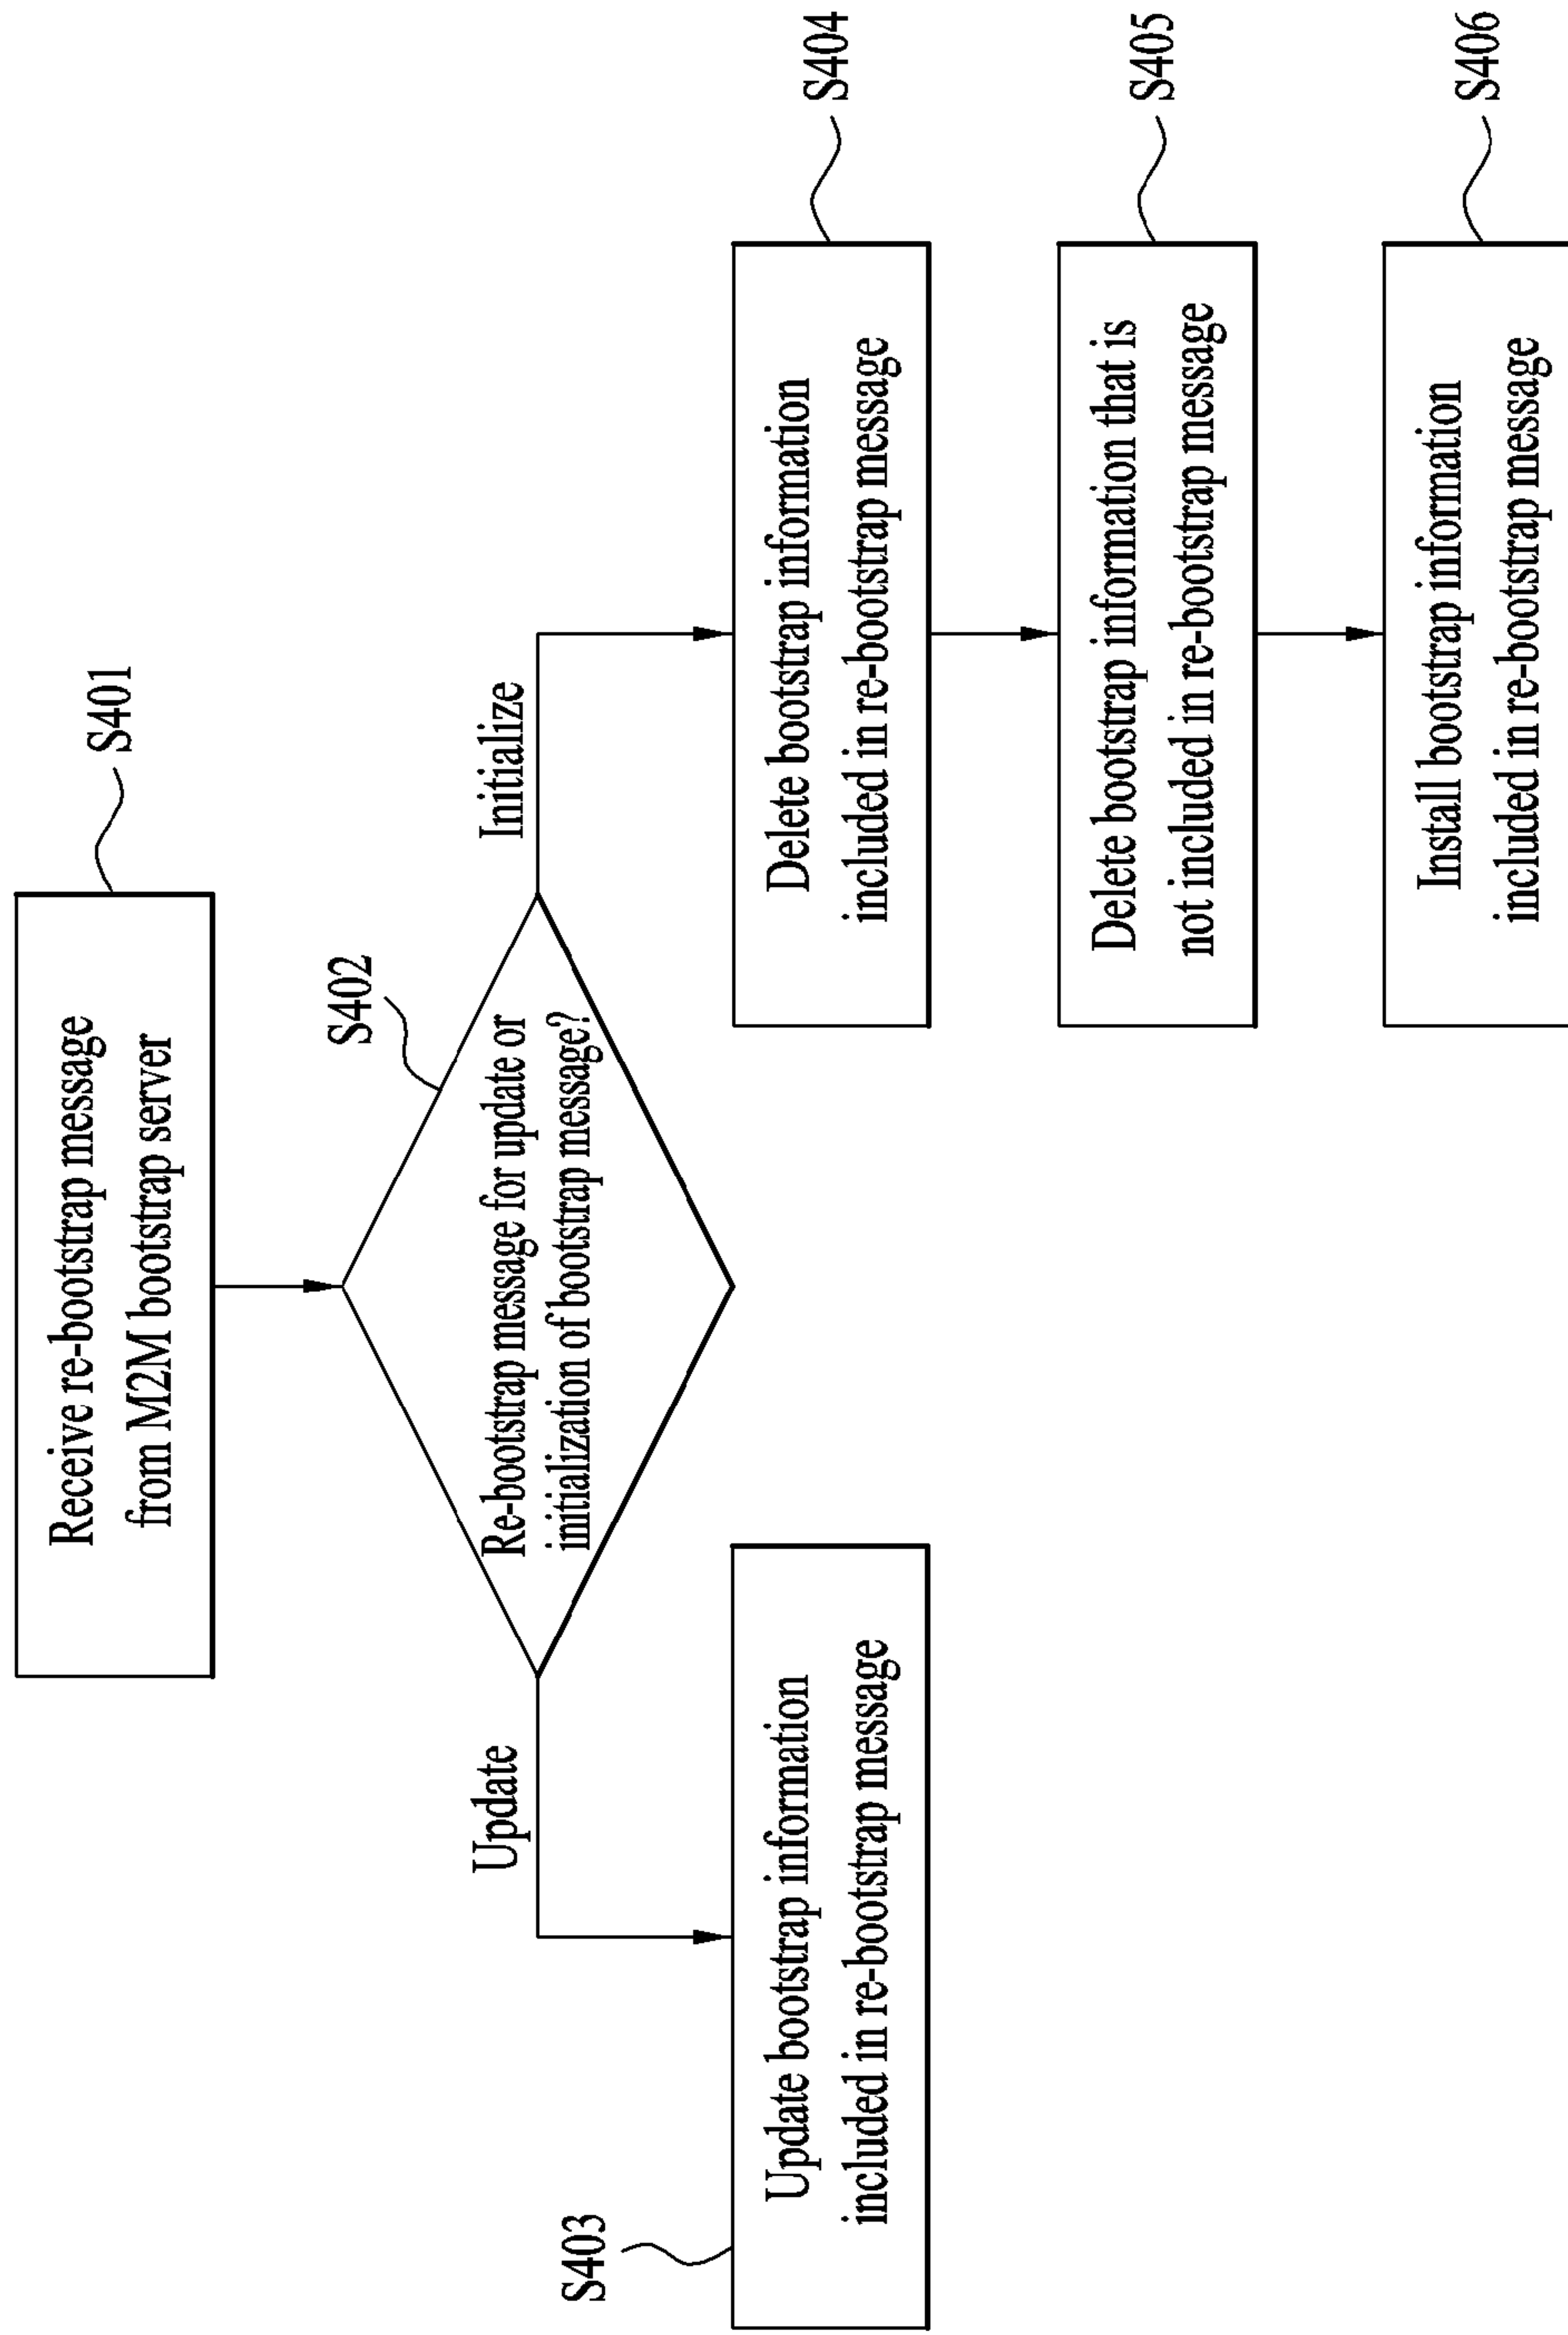 Receive re-bootstrap message
from M2M bootstrap server
S401
S402
Re-bootstrap message for update or
initialization of bootstrap message?
Update
Initialize
S403
Update bootstrap information
included in re-bootstrap message
Delete bootstrap information
included in re-bootstrap message
S404
Delete bootstrap information that is
not included in re-bootstrap message
S405
Install bootstrap information
included in re-bootstrap message
S406